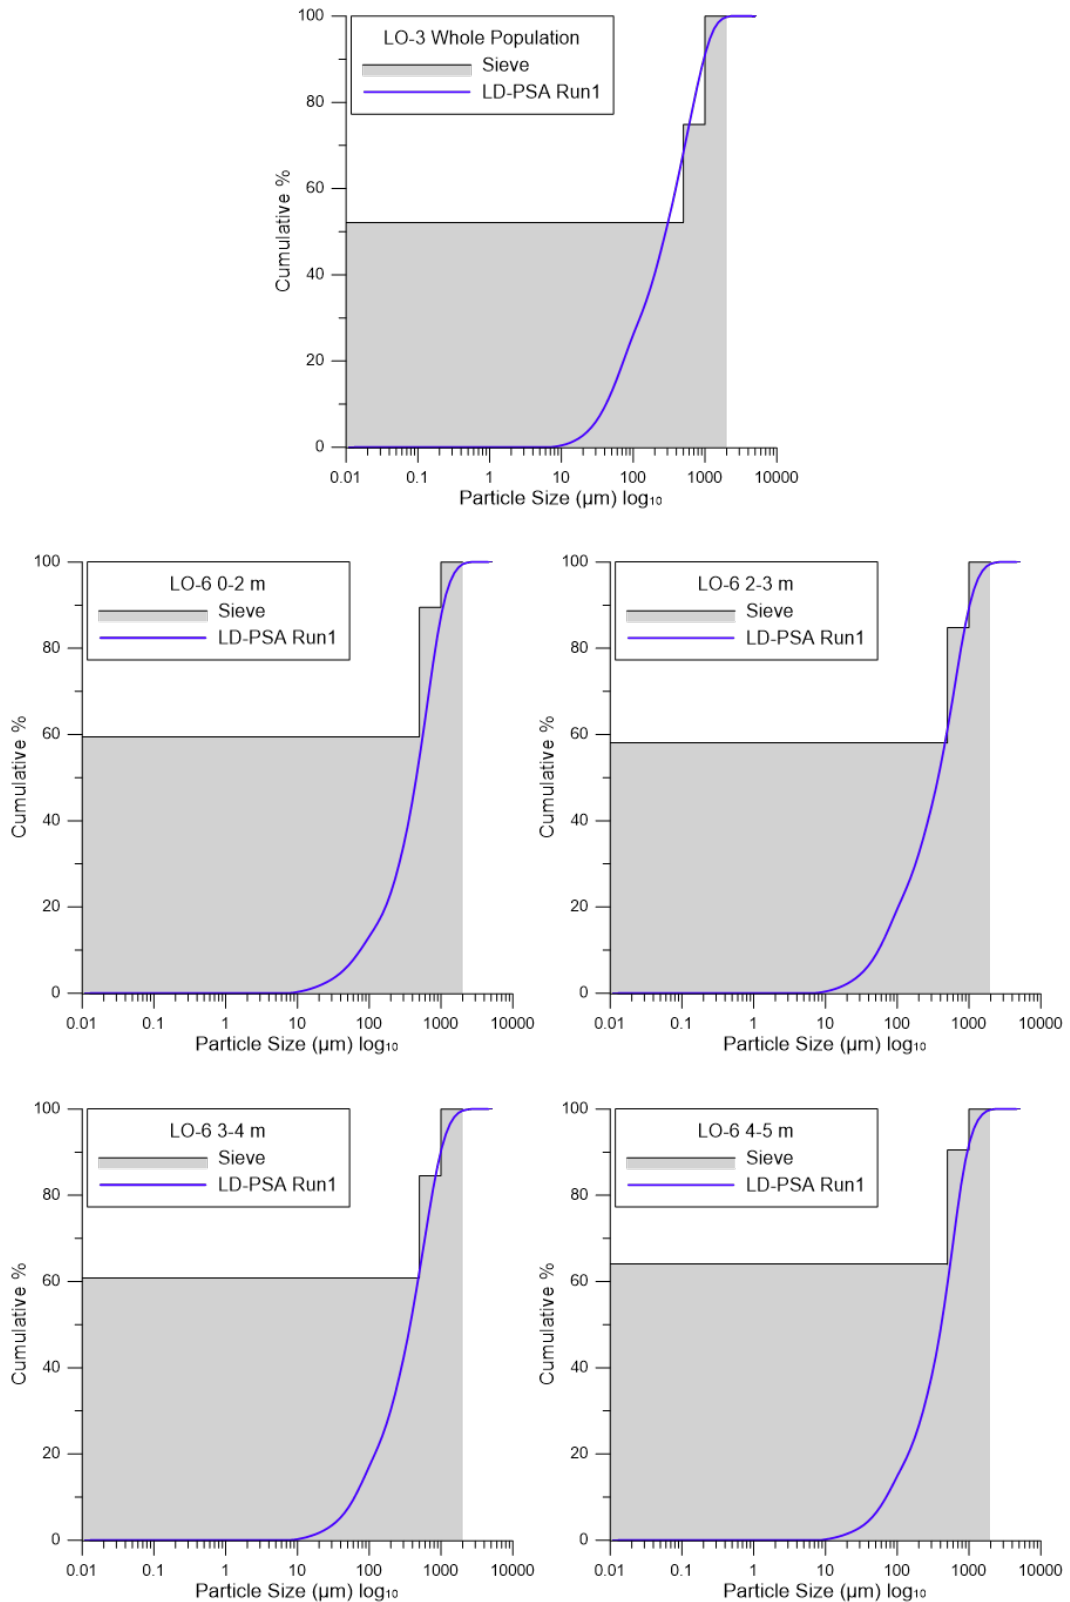 LO-3 Whole Population
Sieve
LD-PSA Run1
100
80
60
40
20
0
Cumulative %
0.01 0.1 1 10 100 1000 10000
Particle Size (µm) log₁₀
LO-6 0-2 m
Sieve
LD-PSA Run1
100
80
60
40
20
0
Cumulative %
0.01 0.1 1 10 100 1000 10000
Particle Size (µm) log₁₀
LO-6 2-3 m
Sieve
LD-PSA Run1
100
80
60
40
20
0
Cumulative %
0.01 0.1 1 10 100 1000 10000
Particle Size (µm) log₁₀
LO-6 3-4 m
Sieve
LD-PSA Run1
100
80
60
40
20
0
Cumulative %
0.01 0.1 1 10 100 1000 10000
Particle Size (µm) log₁₀
LO-6 4-5 m
Sieve
LD-PSA Run1
100
80
60
40
20
0
Cumulative %
0.01 0.1 1 10 100 1000 10000
Particle Size (µm) log₁₀